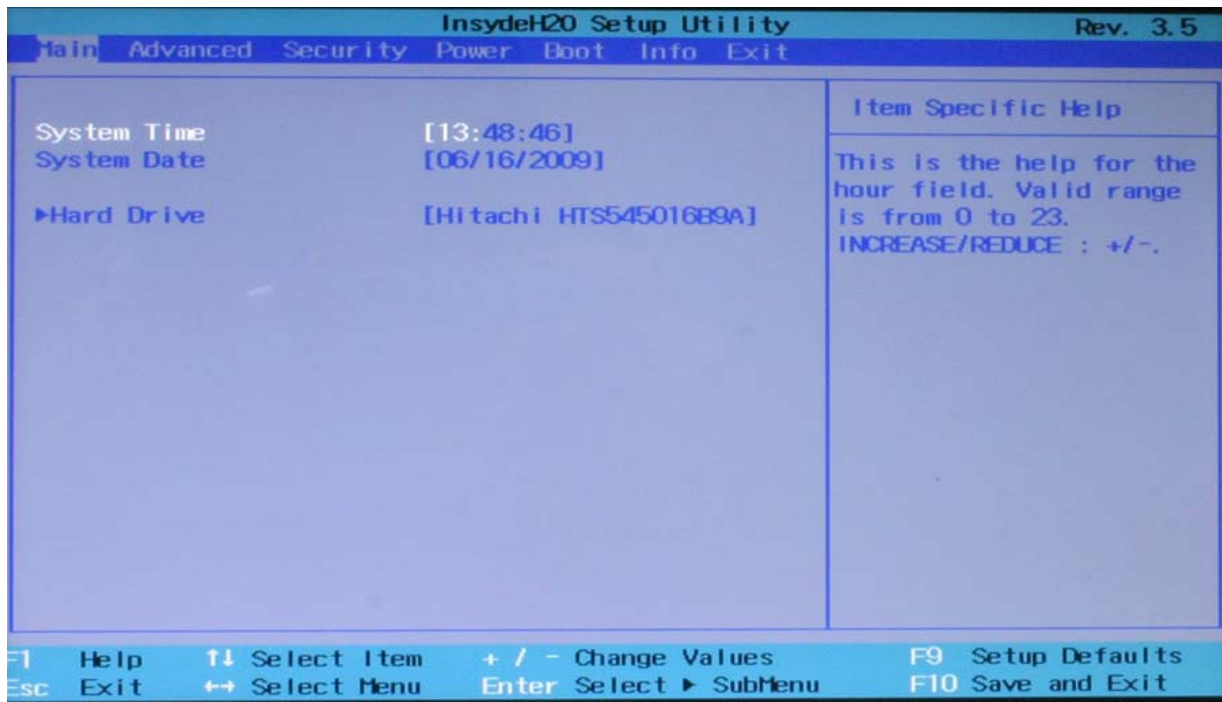 InsydeH20 Setup Utility Rev. 3.5
Main Advanced Security Power Boot Info Exit
System Time [13:48:46]
System Date [06/16/2009]
▶Hard Drive [Hitachi HTS545016B9A]
Item Specific Help
This is the help for the
hour field. Valid range
is from 0 to 23.
INCREASE/REDUCE : +/-.
F1 Help ↑↓ Select Item + / - Change Values F9 Setup Defaults
Esc Exit ↔ Select Menu Enter Select ▶ SubMenu F10 Save and Exit